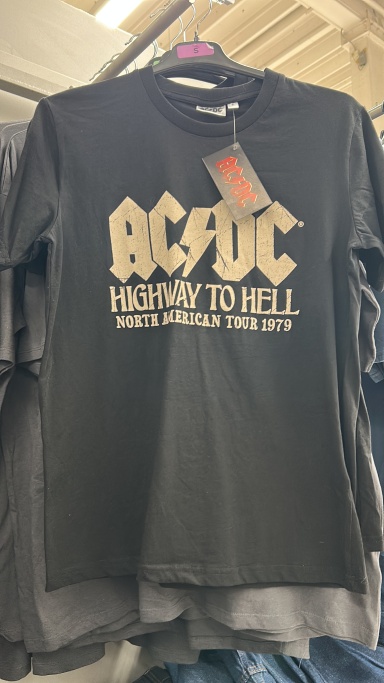 S
AC/DC
AC⚡DC®
HIGHWAY TO HELL
NORTH AMERICAN TOUR 1979